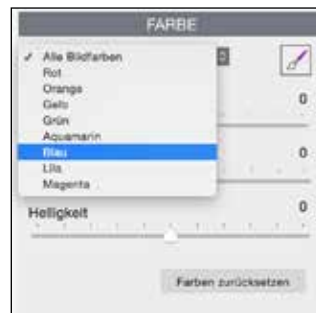 FARBE
✓ Alle Bildfarben
Rot
Orange
Gelb
Grün
0
Aquamarin
Blau
0
Lila
Magenta
Helligkeit
0
Farben zurücksetzen